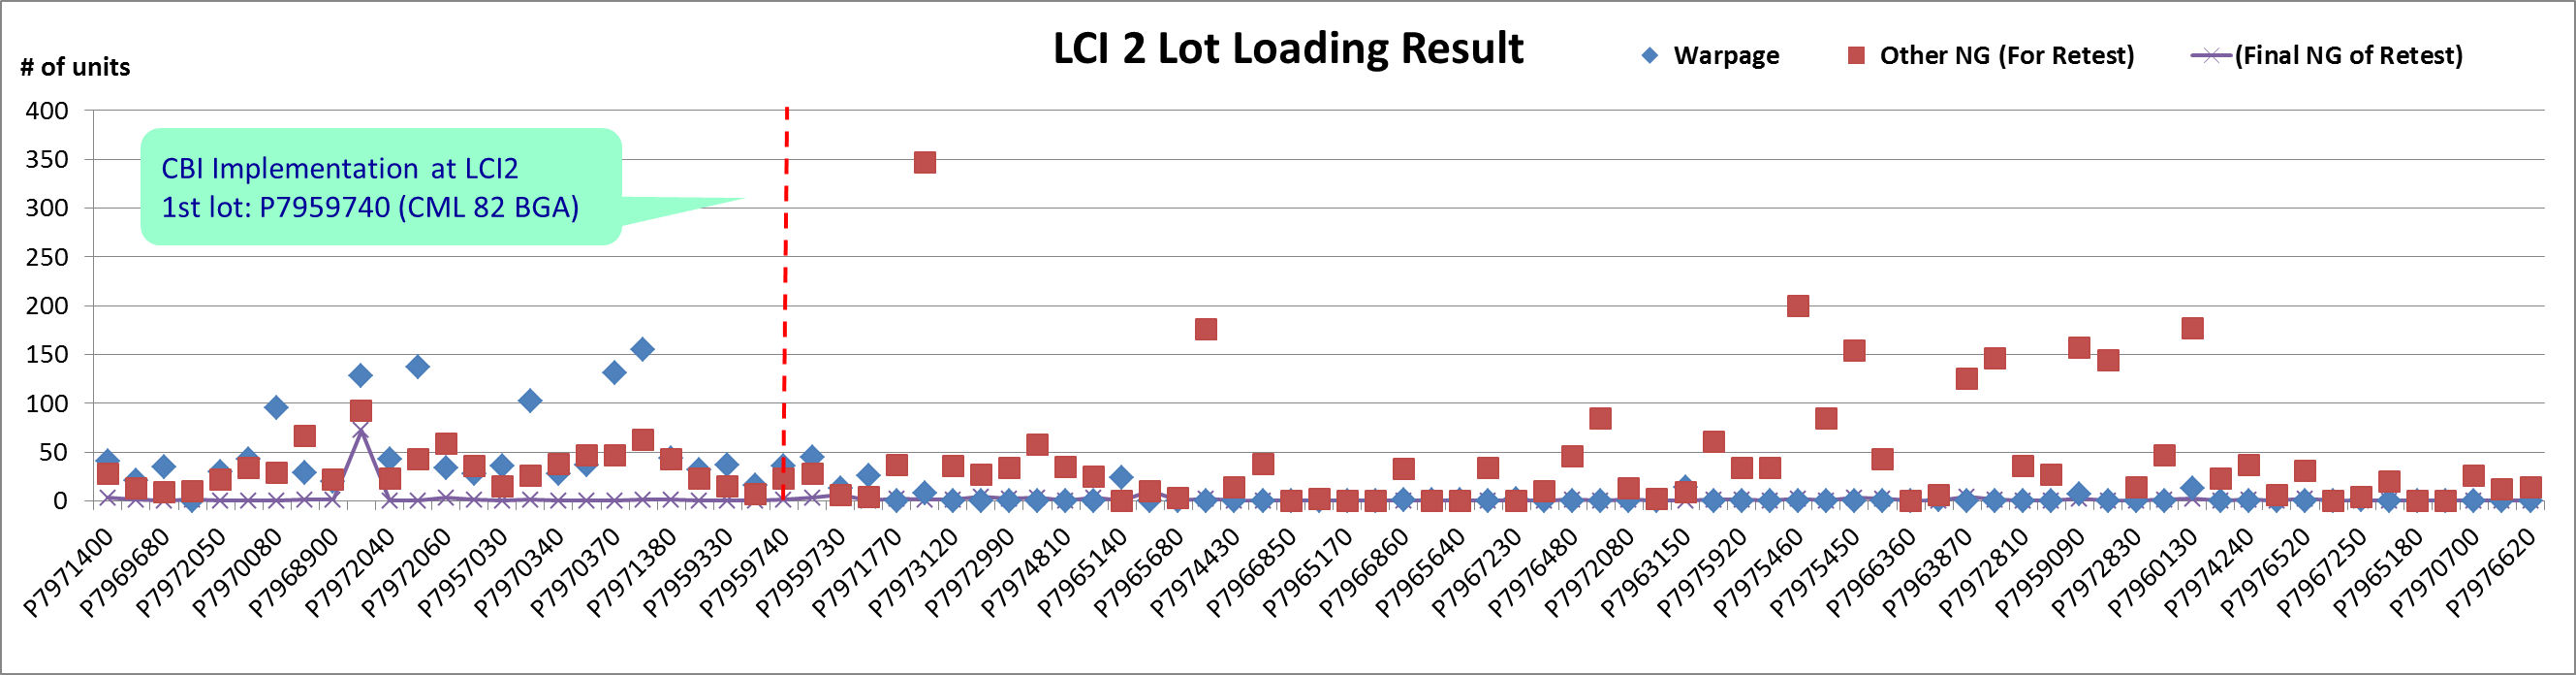 LCI 2 Lot Loading Result
Warpage
Other NG (For Retest)
(Final NG of Retest)
# of units
400
350
300
250
200
150
100
50
0
CBI Implementation at LCI2
1st lot: P7959740 (CML 82 BGA)
P7971400
P7969680
P7972050
P7970080
P7968900
P7972040
P7972060
P7957030
P7970340
P7970370
P7971380
P7959330
P7959740
P7959730
P7971770
P7973120
P7972990
P7974810
P7965140
P7965680
P7974430
P7966850
P7965170
P7966860
P7965640
P7967230
P7976480
P7972080
P7963150
P7975920
P7975460
P7975450
P7966360
P7963870
P7972810
P7959090
P7972830
P7960130
P7974240
P7976520
P7967250
P7965180
P7970700
P7976620